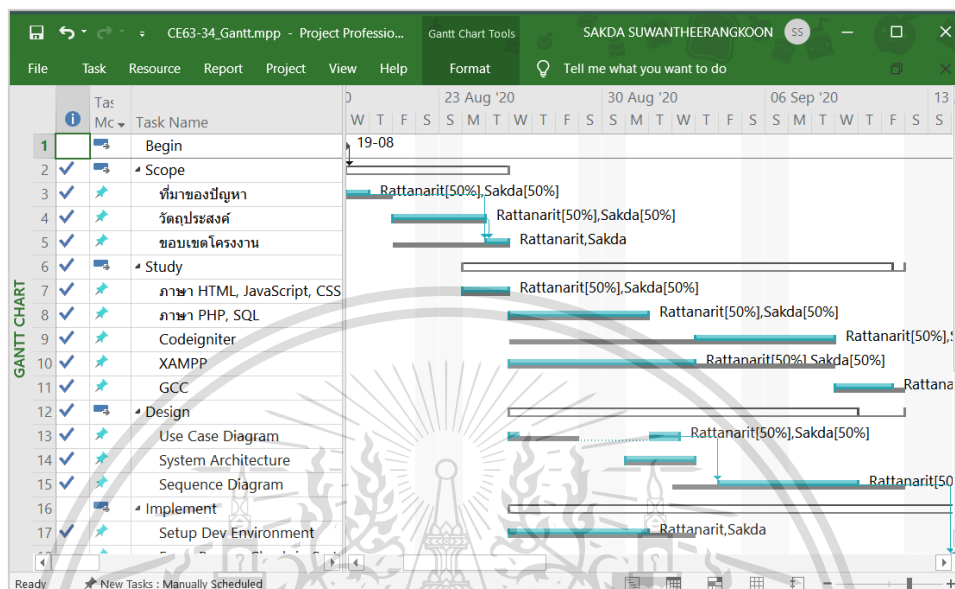 CE63-34_Gantt.mpp - Project Professio... Gantt Chart Tools SAKDA SUWANTHEERANGKOON SS
File Task Resource Report Project View Help Format Tell me what you want to do
23 Aug '20 30 Aug '20 06 Sep '20 13
Mc Task Name W T F S S M T W T F S S M T W T F S S M T W T F S S
1 Begin 19-08
2 Scope
3 ที่มาของปัญหา Rattanarit[50%],Sakda[50%]
4 วัตถุประสงค์ Rattanarit[50%],Sakda[50%]
5 ขอบเขตโครงงาน Rattanarit,Sakda
6 Study
7 ภาษา HTML, JavaScript, CSS Rattanarit[50%],Sakda[50%]
8 ภาษา PHP, SQL Rattanarit[50%],Sakda[50%]
9 Codeigniter Rattanarit[50%],
10 XAMPP Rattanarit[50%],Sakda[50%]
11 GCC Rattana
12 Design
13 Use Case Diagram Rattanarit[50%],Sakda[50%]
14 System Architecture
15 Sequence Diagram Rattanarit[50
16 Implement
17 Setup Dev Environment Rattanarit,Sakda
GANTT CHART
Ready New Tasks : Manually Scheduled